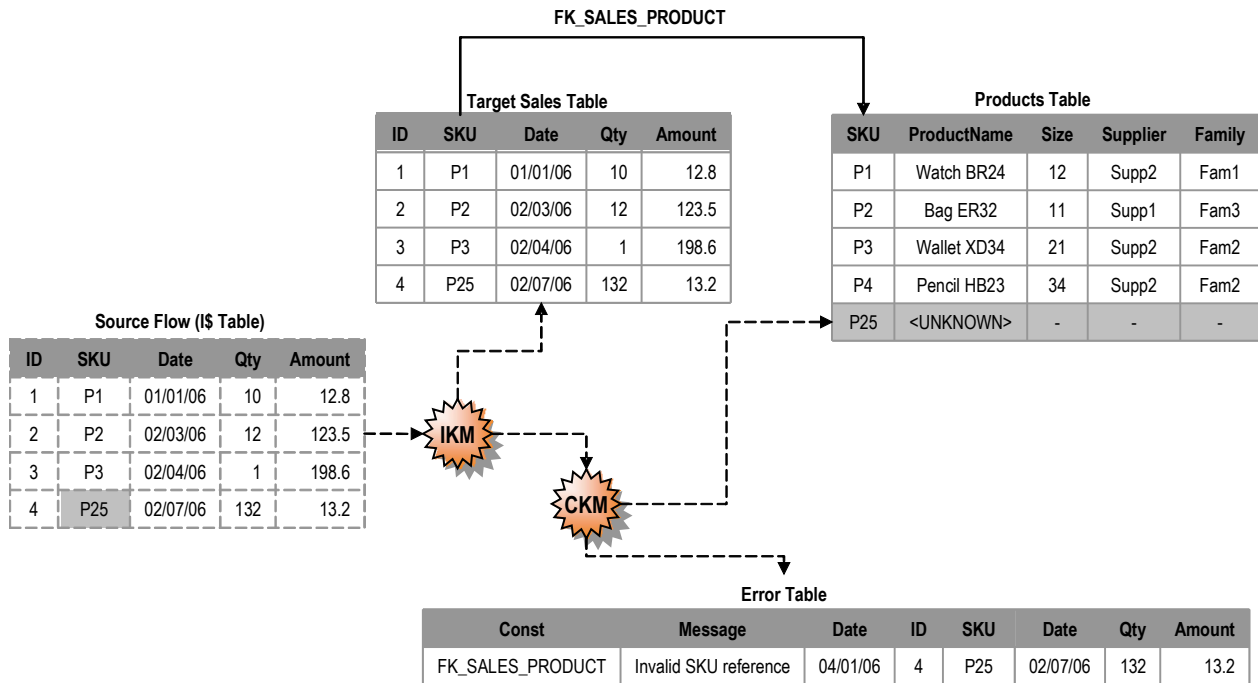 FK_SALES_PRODUCT
Target Sales Table
ID SKU Date Qty Amount
1 P1 01/01/06 10 12.8
2 P2 02/03/06 12 123.5
3 P3 02/04/06 1 198.6
4 P25 02/07/06 132 13.2
Products Table
SKU ProductName Size Supplier Family
P1 Watch BR24 12 Supp2 Fam1
P2 Bag ER32 11 Supp1 Fam3
P3 Wallet XD34 21 Supp2 Fam2
P4 Pencil HB23 34 Supp2 Fam2
P25 <UNKNOWN> - - -
Source Flow (I$ Table)
ID SKU Date Qty Amount
1 P1 01/01/06 10 12.8
2 P2 02/03/06 12 123.5
3 P3 02/04/06 1 198.6
4 P25 02/07/06 132 13.2
IKM
CKM
Error Table
Const Message Date ID SKU Date Qty Amount
FK_SALES_PRODUCT Invalid SKU reference 04/01/06 4 P25 02/07/06 132 13.2